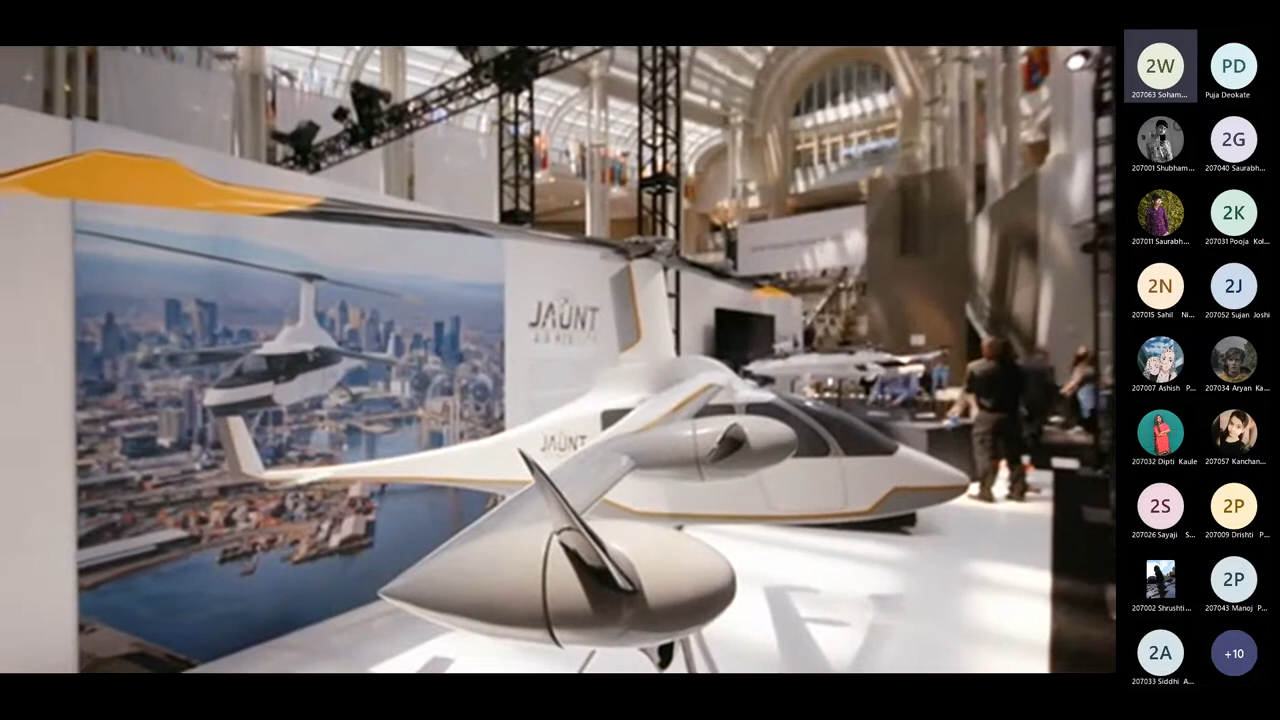 JAUNT
AIR MOBILITY
JAUNT
2W
207063 Soham...
PD
Puja Deokate
207001 Shubham...
2G
207040 Saurabh...
207011 Saurabh...
2K
207031 Pooja Kol...
2N
207015 Sahil Ni...
2J
207052 Sujan Joshi
207007 Ashish P...
207034 Aryan Ka...
207032 Dipti Kaule
207057 Kanchan...
2S
207026 Sayaji S...
2P
207009 Drishti P...
207002 Shrushti...
2P
207043 Manoj P...
2A
207033 Siddhi A...
+10